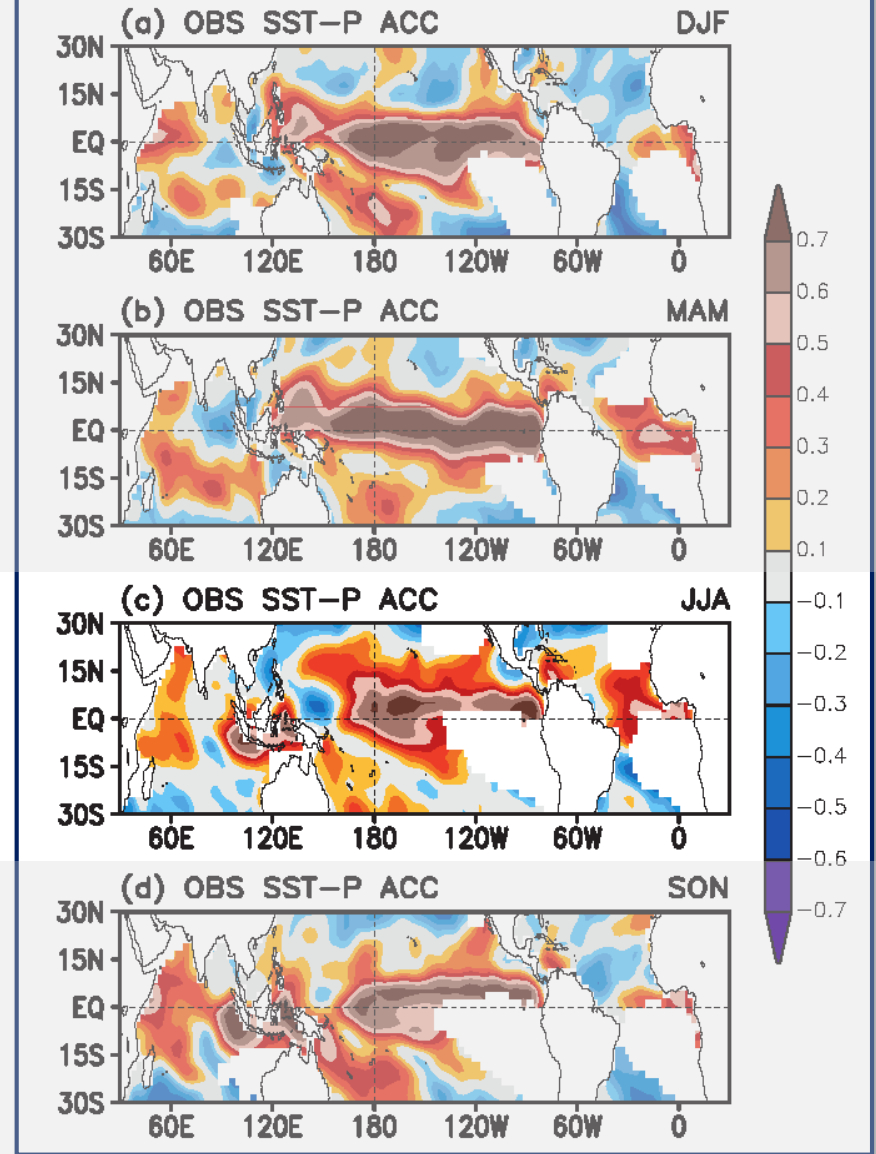 (a) OBS SST-P ACC DJF
30N
15N
EQ
15S
30S
60E 120E 180 120W 60W 0
(b) OBS SST-P ACC MAM
30N
15N
EQ
15S
30S
60E 120E 180 120W 60W 0
(c) OBS SST-P ACC JJA
30N
15N
EQ
15S
30S
60E 120E 180 120W 60W 0
(d) OBS SST-P ACC SON
30N
15N
EQ
15S
30S
60E 120E 180 120W 60W 0
0.7
0.6
0.5
0.4
0.3
0.2
0.1
-0.1
-0.2
-0.3
-0.4
-0.5
-0.6
-0.7